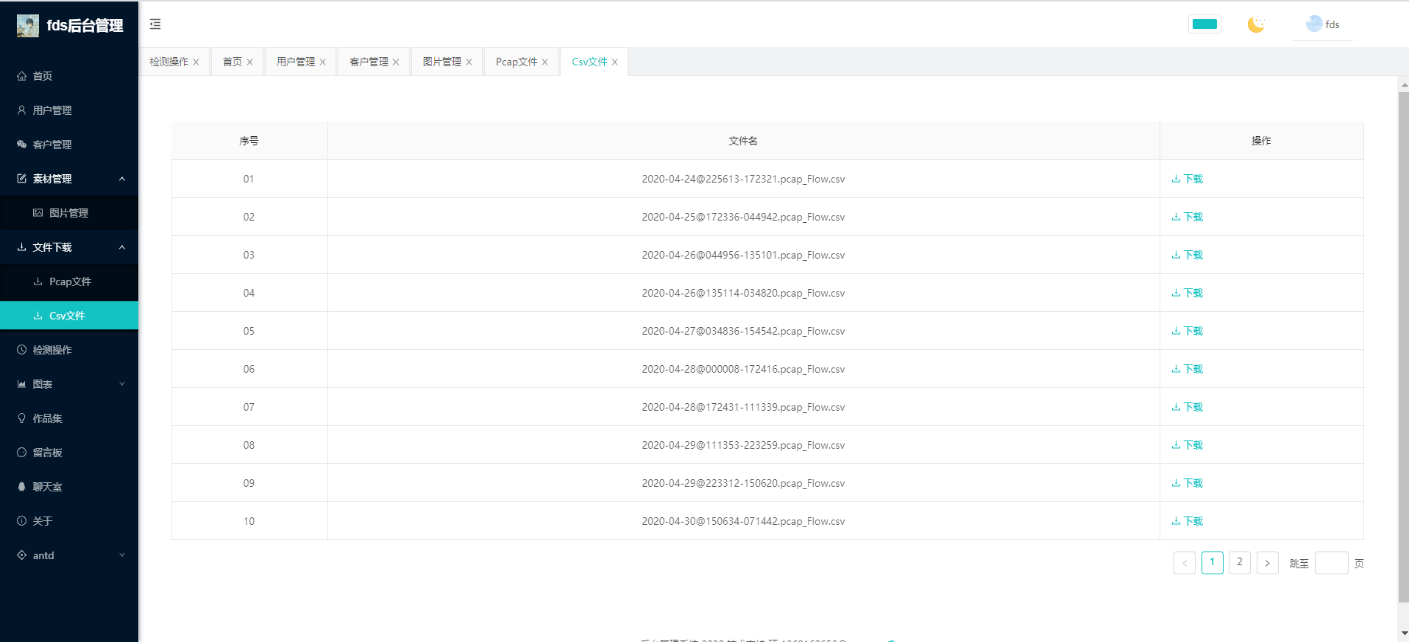 fds后台管理
fds
首页
用户管理
客户管理
素材管理
图片管理
文件下载
Pcap文件
Csv文件
检测操作
图表
作品集
留言板
聊天室
关于
antd
检测操作 首页 用户管理 客户管理 图片管理 Pcap文件 Csv文件
序号 文件名 操作
01 2020-04-24@225613-172321.pcap_Flow.csv 下载
02 2020-04-25@172336-044942.pcap_Flow.csv 下载
03 2020-04-26@044956-135101.pcap_Flow.csv 下载
04 2020-04-26@135114-034820.pcap_Flow.csv 下载
05 2020-04-27@034836-154542.pcap_Flow.csv 下载
06 2020-04-28@000008-172416.pcap_Flow.csv 下载
07 2020-04-28@172431-111339.pcap_Flow.csv 下载
08 2020-04-29@111353-223259.pcap_Flow.csv 下载
09 2020-04-29@223312-150620.pcap_Flow.csv 下载
10 2020-04-30@150634-071442.pcap_Flow.csv 下载
1 2 跳至 页